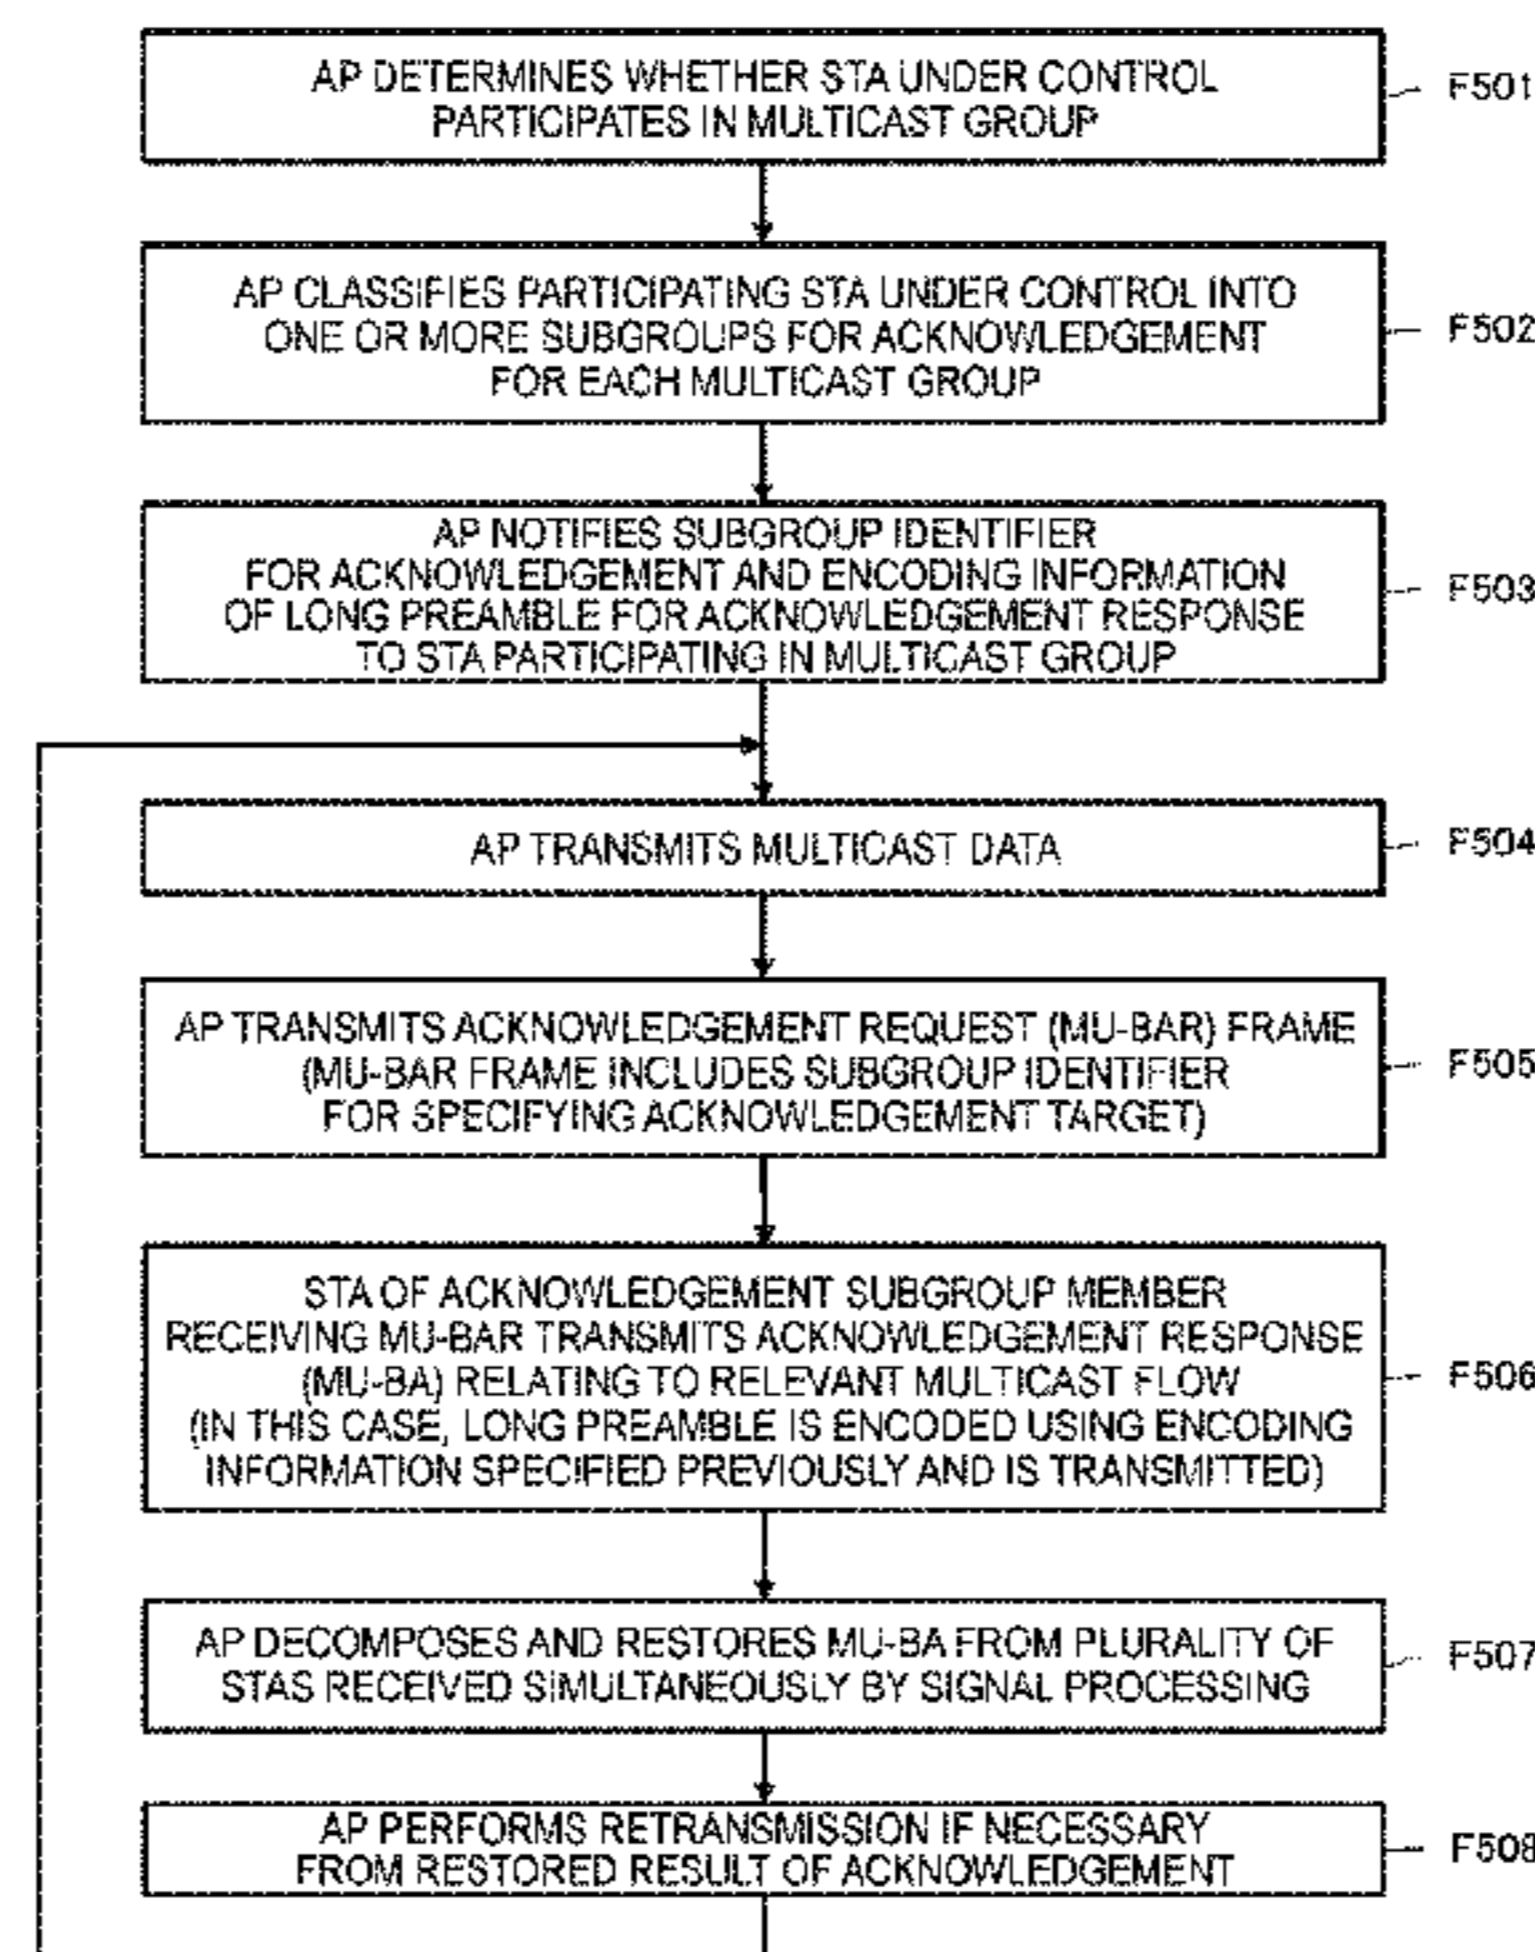 AP DETERMINES WHETHER STA UNDER CONTROL
PARTICIPATES IN MULTICAST GROUP
F501
AP CLASSIFIES PARTICIPATING STA UNDER CONTROL INTO
ONE OR MORE SUBGROUPS FOR ACKNOWLEDGEMENT
FOR EACH MULTICAST GROUP
F502
AP NOTIFIES SUBGROUP IDENTIFIER
FOR ACKNOWLEDGEMENT AND ENCODING INFORMATION
OF LONG PREAMBLE FOR ACKNOWLEDGEMENT RESPONSE
TO STA PARTICIPATING IN MULTICAST GROUP
F503
AP TRANSMITS MULTICAST DATA
F504
AP TRANSMITS ACKNOWLEDGEMENT REQUEST (MU-BAR) FRAME
(MU-BAR FRAME INCLUDES SUBGROUP IDENTIFIER
FOR SPECIFYING ACKNOWLEDGEMENT TARGET)
F505
STA OF ACKNOWLEDGEMENT SUBGROUP MEMBER
RECEIVING MU-BAR TRANSMITS ACKNOWLEDGEMENT RESPONSE
(MU-BA) RELATING TO RELEVANT MULTICAST FLOW
(IN THIS CASE, LONG PREAMBLE IS ENCODED USING ENCODING
INFORMATION SPECIFIED PREVIOUSLY AND IS TRANSMITTED)
F506
AP DECOMPOSES AND RESTORES MU-BA FROM PLURALITY OF
STAS RECEIVED SIMULTANEOUSLY BY SIGNAL PROCESSING
F507
AP PERFORMS RETRANSMISSION IF NECESSARY
FROM RESTORED RESULT OF ACKNOWLEDGEMENT
F508